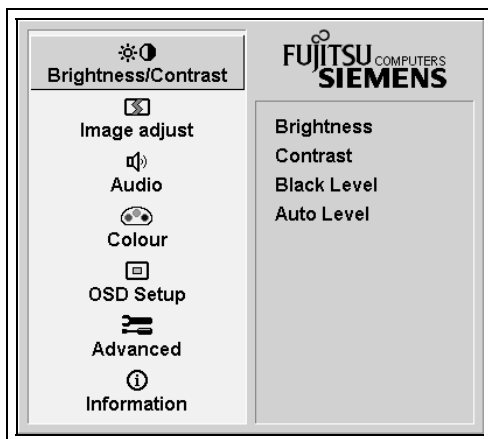 Brightness/Contrast
Image adjust
Audio
Colour
OSD Setup
Advanced
Information
FUJITSU COMPUTERS
SIEMENS
Brightness
Contrast
Black Level
Auto Level